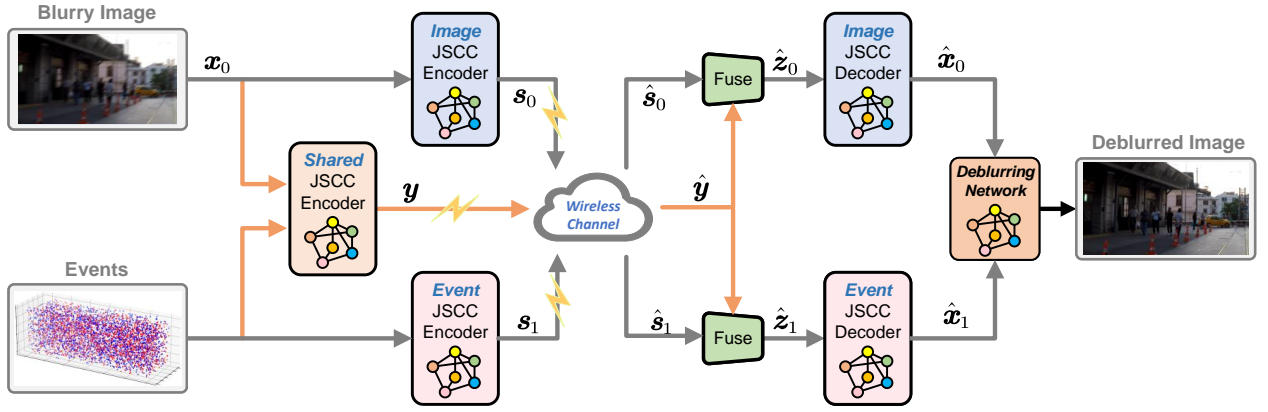 Blurry Image
x₀
Image
JSCC
Encoder
s₀
ŝ₀
Fuse
ẑ₀
Image
JSCC
Decoder
x̂₀
Shared
JSCC
Encoder
y
Wireless
Channel
ŷ
Deblurring
Network
Deblurred Image
Events
Event
JSCC
Encoder
s₁
ŝ₁
Fuse
ẑ₁
Event
JSCC
Decoder
x̂₁